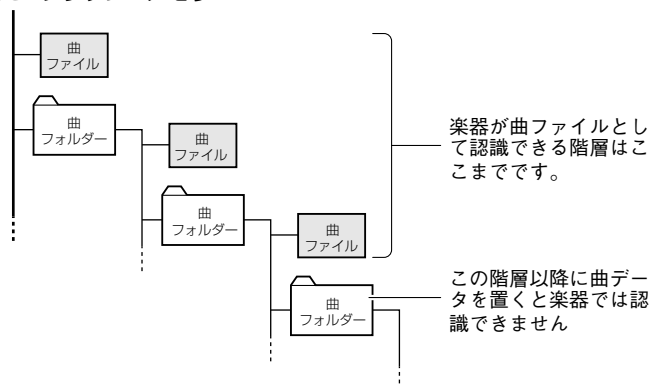 曲
ファイル
曲
フォルダー
曲
ファイル
曲
フォルダー
曲
ファイル
曲
フォルダー
楽器が曲ファイルとし
て認識できる階層はこ
こまでです。
この階層以降に曲デー
タを置くと楽器では認
識できません